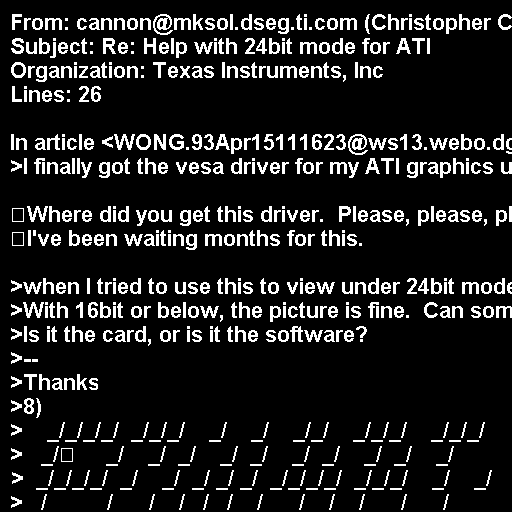 From: cannon@mksol.dseg.ti.com (Christopher C
Subject: Re: Help with 24bit mode for ATI
Organization: Texas Instruments, Inc
Lines: 26

In article <WONG.93Apr15111623@ws13.webo.dg
>I finally got the vesa driver for my ATI graphics u

Where did you get this driver.  Please, please, pl
I've been waiting months for this.

>when I tried to use this to view under 24bit mode
>With 16bit or below, the picture is fine.  Can som
>Is it the card, or is it the software?
>--
>Thanks
>8)
>    _/_/_/_/  _/_/_/    _/    _/    _/_/    _/_/_/    _/_/_/
>   _/        _/    _/  _/_/  _/  _/    _/    _/  _/    _/
>  _/_/_/_/  _/    _/  _/ _/_/  _/_/_/_/  _/_/_/    _/    _/
>  /          /      /    /  /  /    /      /    /      /      /